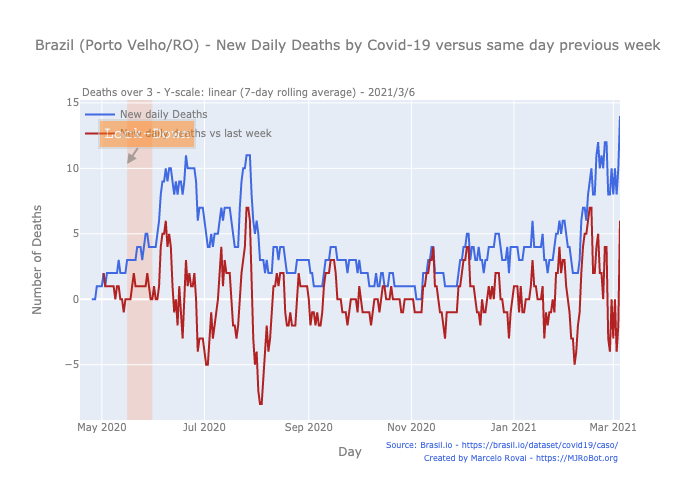 Brazil (Porto Velho/RO) - New Daily Deaths by Covid-19 versus same day previous week
Deaths over 3 - Y-scale: linear (7-day rolling average) - 2021/3/6
New daily Deaths
New daily deaths vs last week
Lock-Down
15
10
5
0
−5
Number of Deaths
May 2020
Jul 2020
Sep 2020
Nov 2020
Jan 2021
Mar 2021
Day
Source: Brasil.io - https://brasil.io/dataset/covid19/caso/
Created by Marcelo Rovai - https://MJRoBot.org